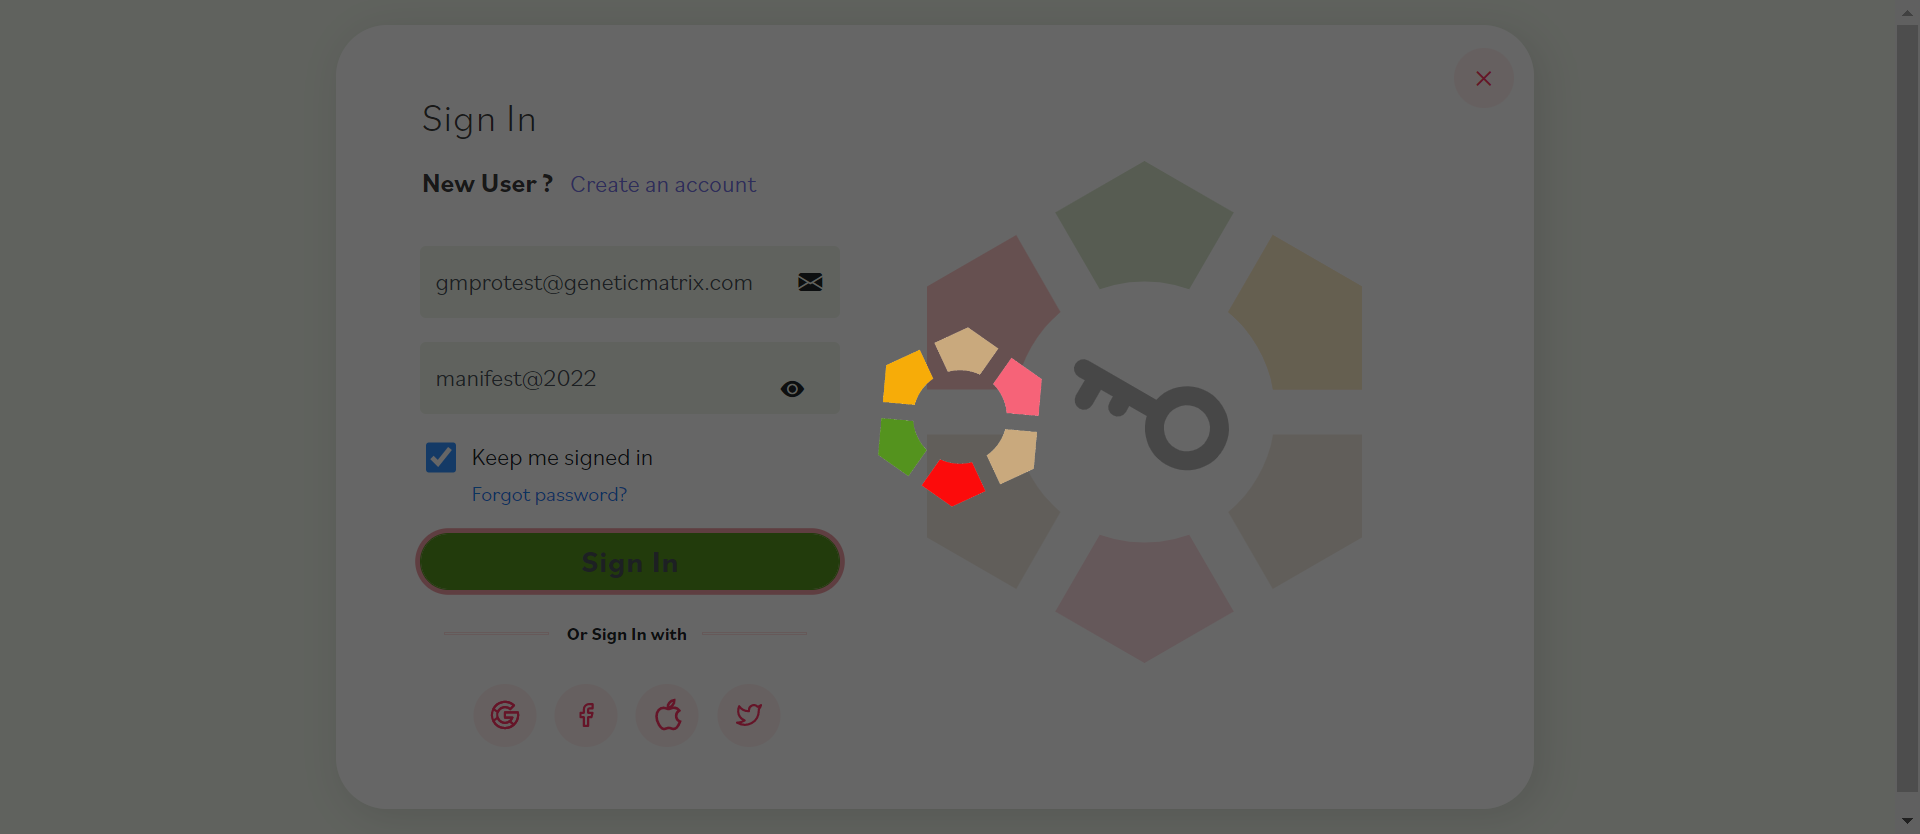 Sign In
New User ? Create an account
gmprotest@geneticmatrix.com
manifest@2022
Keep me signed in
Forgot password?
Sign In
Or Sign In with